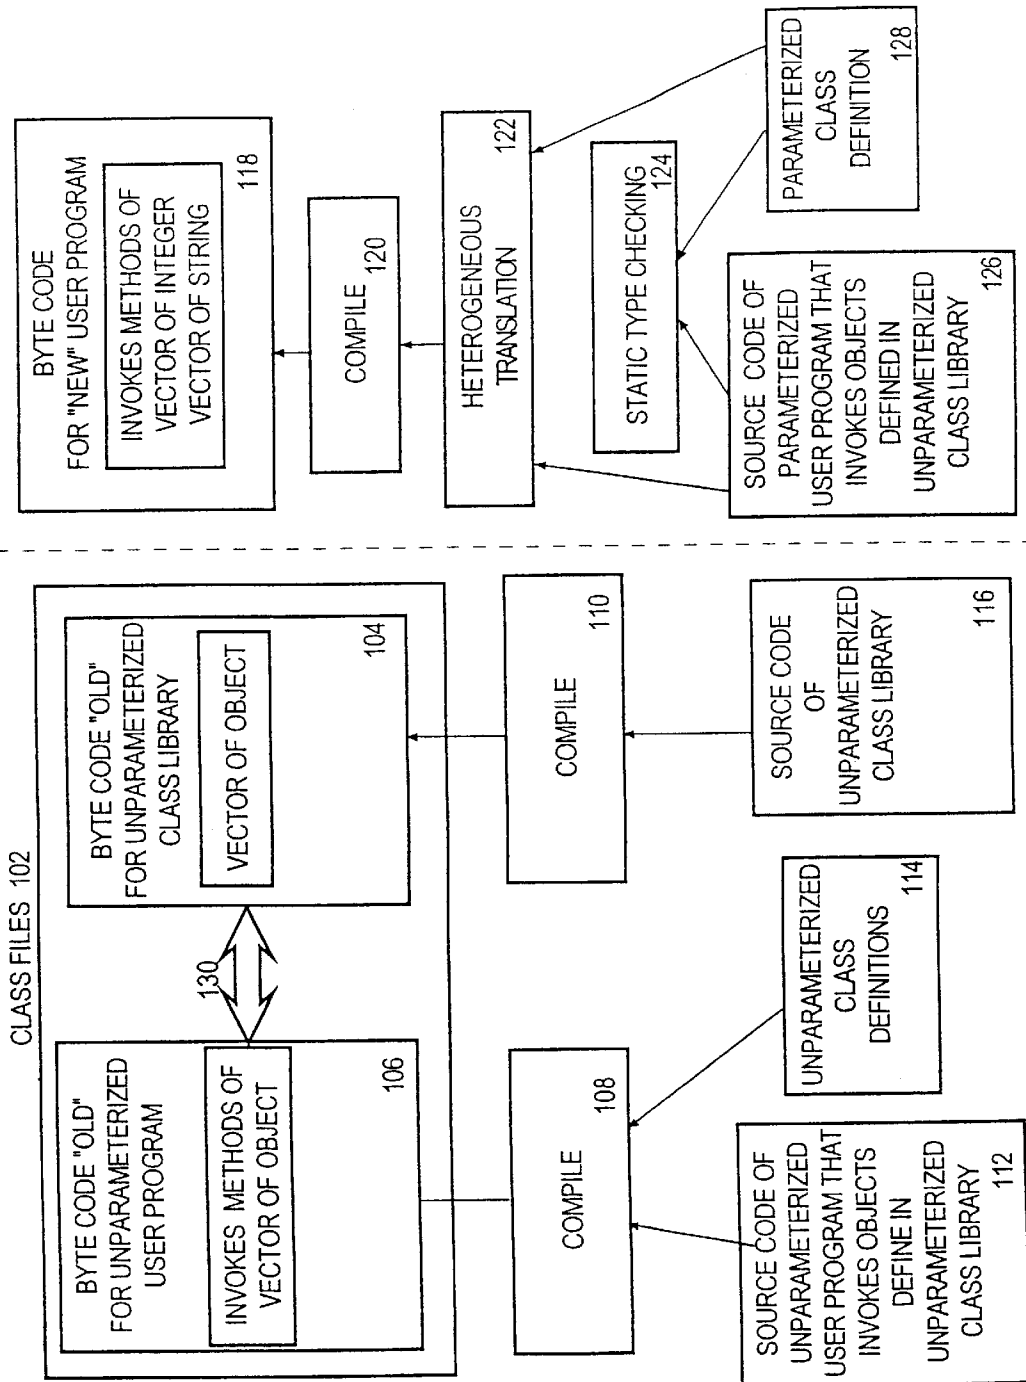 CLASS FILES 102
BYTE CODE "OLD"
FOR UNPARAMETERIZED
USER PROGRAM
INVOKES METHODS OF
VECTOR OF OBJECT
106
130
BYTE CODE "OLD"
FOR UNPARAMETERIZED
CLASS LIBRARY
VECTOR OF OBJECT
104
BYTE CODE
FOR "NEW" USER PROGRAM
INVOKES METHODS OF
VECTOR OF INTEGER
VECTOR OF STRING
118
COMPILE
108
COMPILE
110
COMPILE
120
HETEROGENEOUS
TRANSLATION
122
STATIC TYPE CHECKING
124
SOURCE CODE OF
UNPARAMETERIZED
USER PROGRAM THAT
INVOKES OBJECTS
DEFINE IN
UNPARAMETERIZED
CLASS LIBRARY
112
UNPARAMETERIZED
CLASS
DEFINITIONS
114
SOURCE CODE
OF
UNPARAMETERIZED
CLASS LIBRARY
116
SOURCE CODE OF
PARAMETERIZED
USER PROGRAM THAT
INVOKES OBJECTS
DEFINED IN
UNPARAMETERIZED
CLASS LIBRARY
126
PARAMETERIZED
CLASS
DEFINITION
128